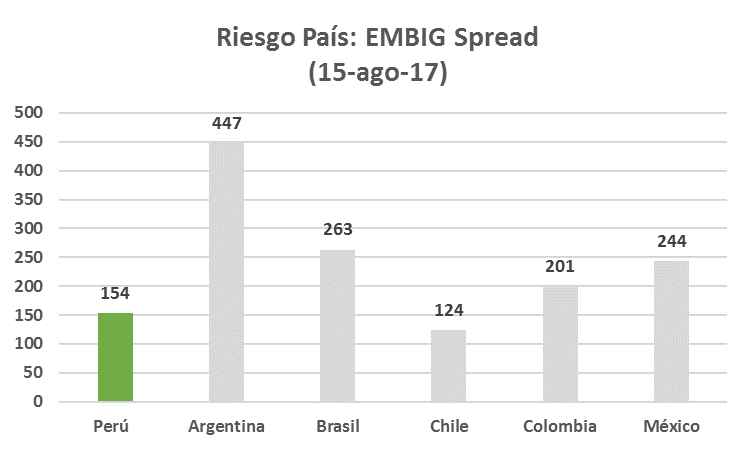 Riesgo País: EMBIG Spread
(15-ago-17)
500
450
400
350
300
250
200
150
100
50
0
154
447
263
124
201
244
Perú
Argentina
Brasil
Chile
Colombia
México